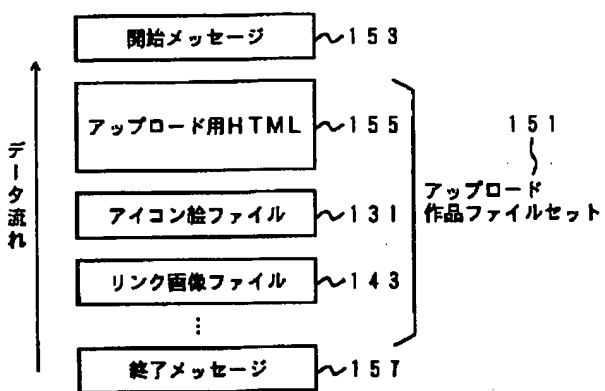 開始メッセージ 153
アップロード用HTML 155
151
アップロード
作品ファイルセット
アイコン絵ファイル 131
リンク画像ファイル 143
⋮
終了メッセージ 157
データ流れ